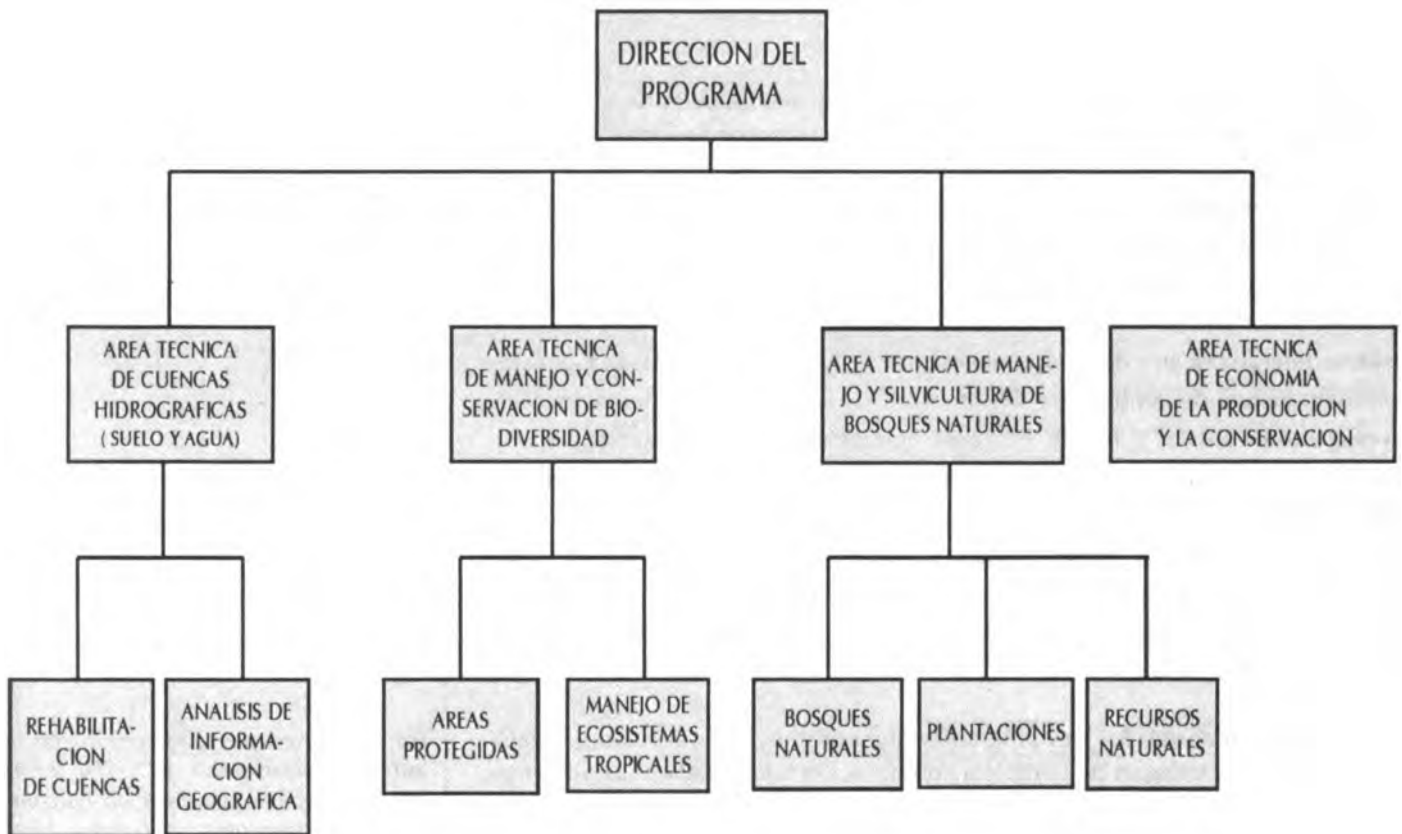 DIRECCION DEL
PROGRAMA
AREA TECNICA
DE CUENCAS
HIDROGRAFICAS
( SUELO Y AGUA)
AREA TECNICA
DE MANEJO Y CON-
SERVACION DE BIO-
DIVERSIDAD
AREA TECNICA DE MANE-
JO Y SILVICULTURA DE
BOSQUES NATURALES
AREA TECNICA
DE ECONOMIA
DE LA PRODUCCION
Y LA CONSERVACION
REHABILITA-
CION
DE CUENCAS
ANALISIS DE
INFORMA-
CION
GEOGRAFICA
AREAS
PROTEGIDAS
MANEJO DE
ECOSISTEMAS
TROPICALES
BOSQUES
NATURALES
PLANTACIONES
RECURSOS
NATURALES